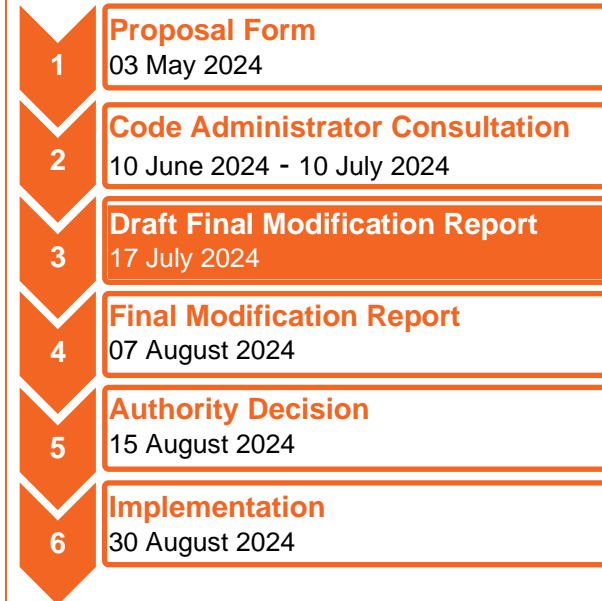 1
Proposal Form
03 May 2024
2
Code Administrator Consultation
10 June 2024 - 10 July 2024
3
Draft Final Modification Report
17 July 2024
4
Final Modification Report
07 August 2024
5
Authority Decision
15 August 2024
6
Implementation
30 August 2024